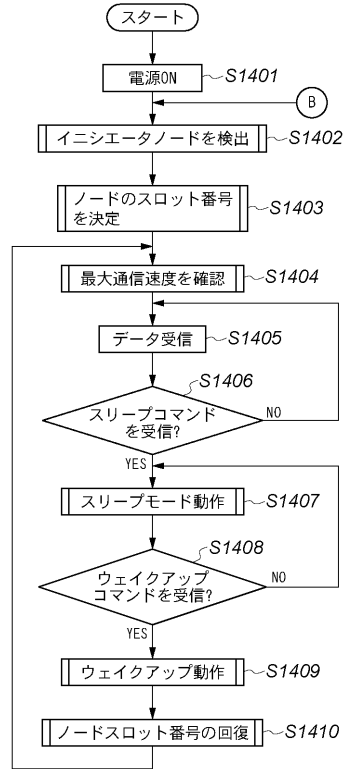 スタート
電源ON
S1401
B
イニシエータノードを検出
S1402
ノードのスロット番号
を決定
S1403
最大通信速度を確認
S1404
データ受信
S1405
S1406
スリープコマンド
を受信?
NO
YES
スリープモード動作
S1407
S1408
ウェイクアップ
コマンドを受信?
NO
YES
ウェイクアップ動作
S1409
ノードスロット番号の回復
S1410